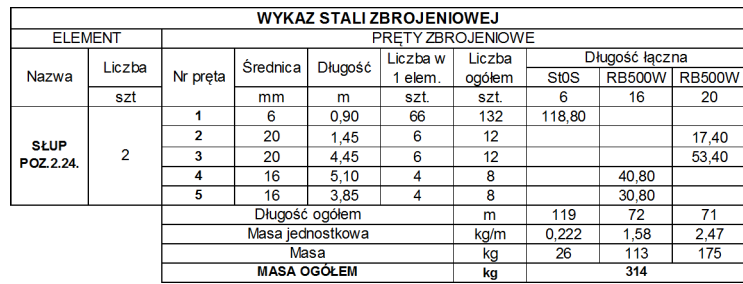 WYKAZ STALI ZBROJENIOWEJ
ELEMENT PRĘTY ZBROJENIOWE
Nazwa Liczba Nr pręta Średnica Długość Liczba w 1 elem. Liczba ogółem Długość łączna
St0S RB500W RB500W
szt mm m szt. szt. 6 16 20
SŁUP POZ.2.24. 2
1 6 0,90 66 132 118,80
2 20 1,45 6 12 17,40
3 20 4,45 6 12 53,40
4 16 5,10 4 8 40,80
5 16 3,85 4 8 30,80
Długość ogółem m 119 72 71
Masa jednostkowa kg/m 0,222 1,58 2,47
Masa kg 26 113 175
MASA OGÓŁEM kg 314